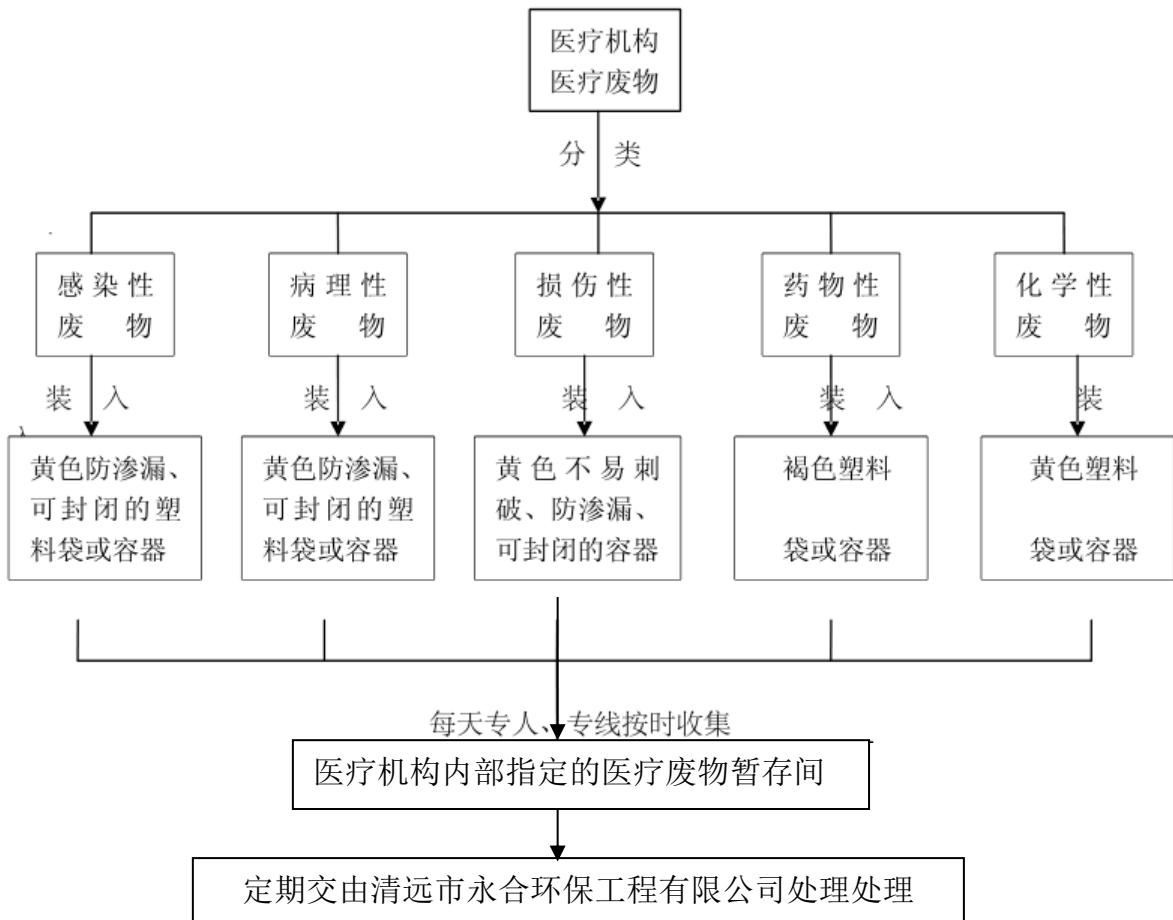 医疗机构
医疗废物
分 类
感染性
废 物
病理性
废 物
损伤性
废 物
药物性
废 物
化学性
废 物
装 入
装 入
装 入
装 入
装
入
黄色防渗漏、
可封闭的塑
料袋或容器
黄色防渗漏、
可封闭的塑
料袋或容器
黄色不易刺
破、防渗漏、
可封闭的容器
褐色塑料
袋或容器
黄色塑料
袋或容器
每天专人、专线按时收集
医疗机构内部指定的医疗废物暂存间
定期交由清远市永合环保工程有限公司处理处理